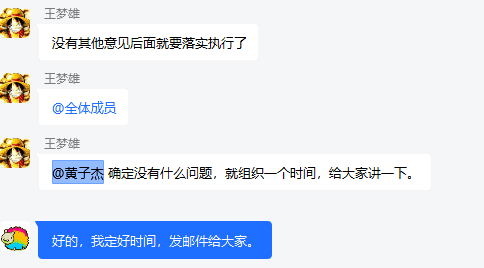 王梦雄
没有其他意见后面就要落实执行了
王梦雄
@全体成员
王梦雄
@黄子杰 确定没有什么问题，就组织一个时间，给大家讲一下。
好的，我定好时间，发邮件给大家。